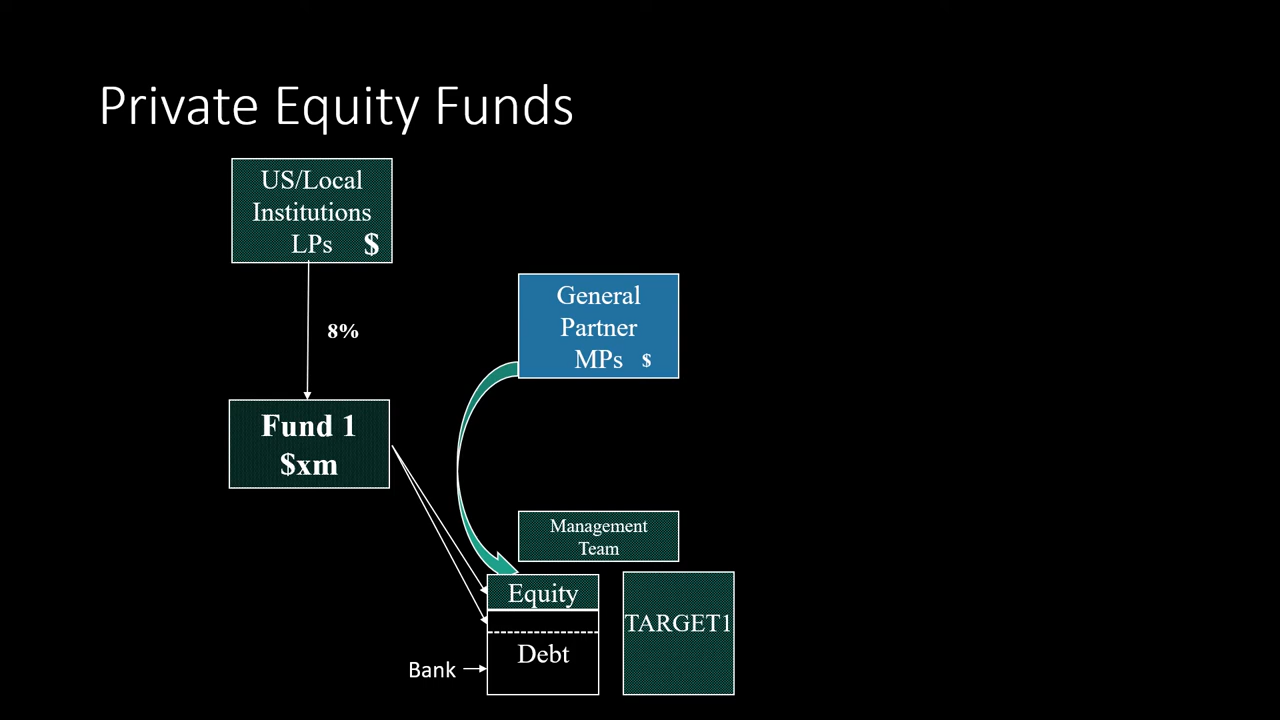 Private Equity Funds
US/Local
Institutions
LPs $
8%
General
Partner
MPs $
Fund 1
$xm
Management
Team
Equity
TARGET1
Debt
Bank